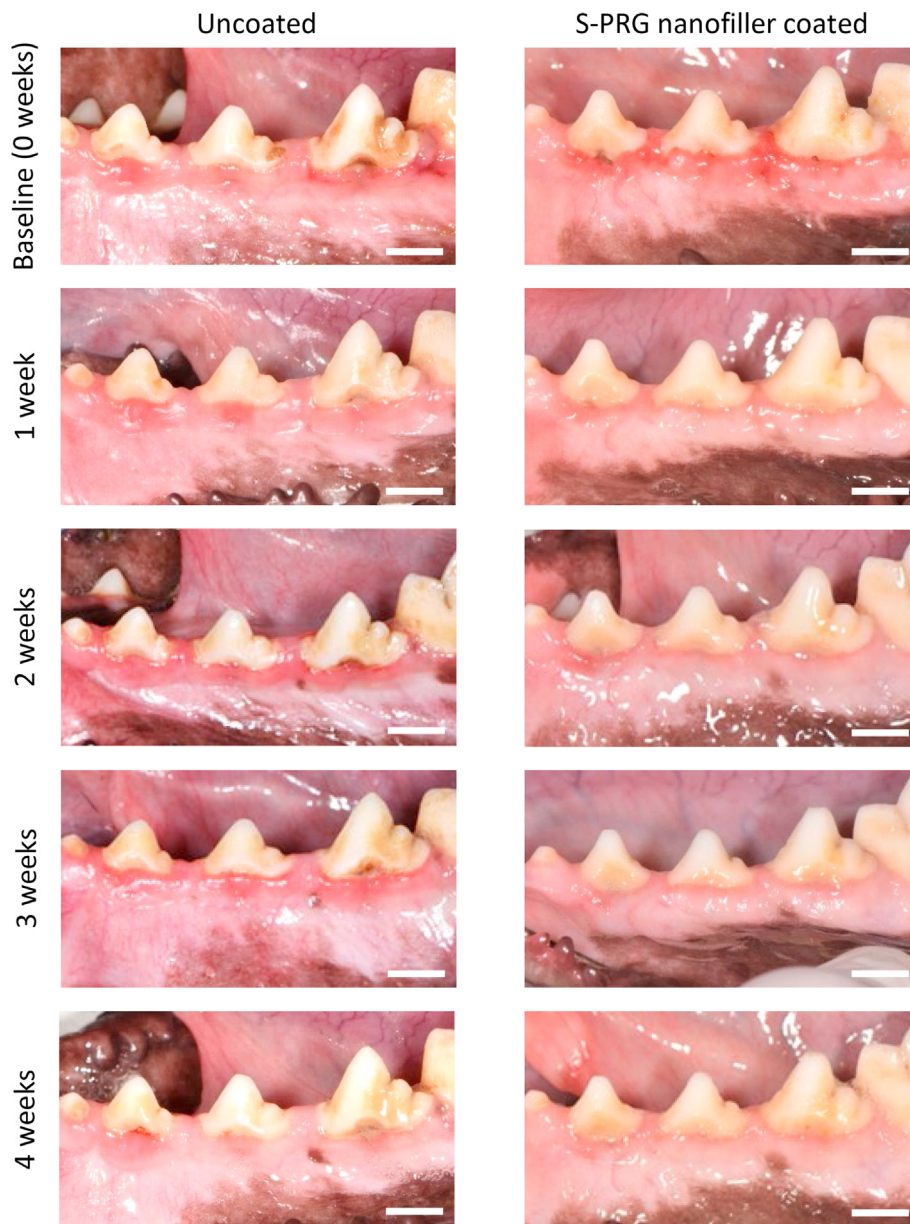 Uncoated
S-PRG nanofiller coated
Baseline (0 weeks)
1 week
2 weeks
3 weeks
4 weeks